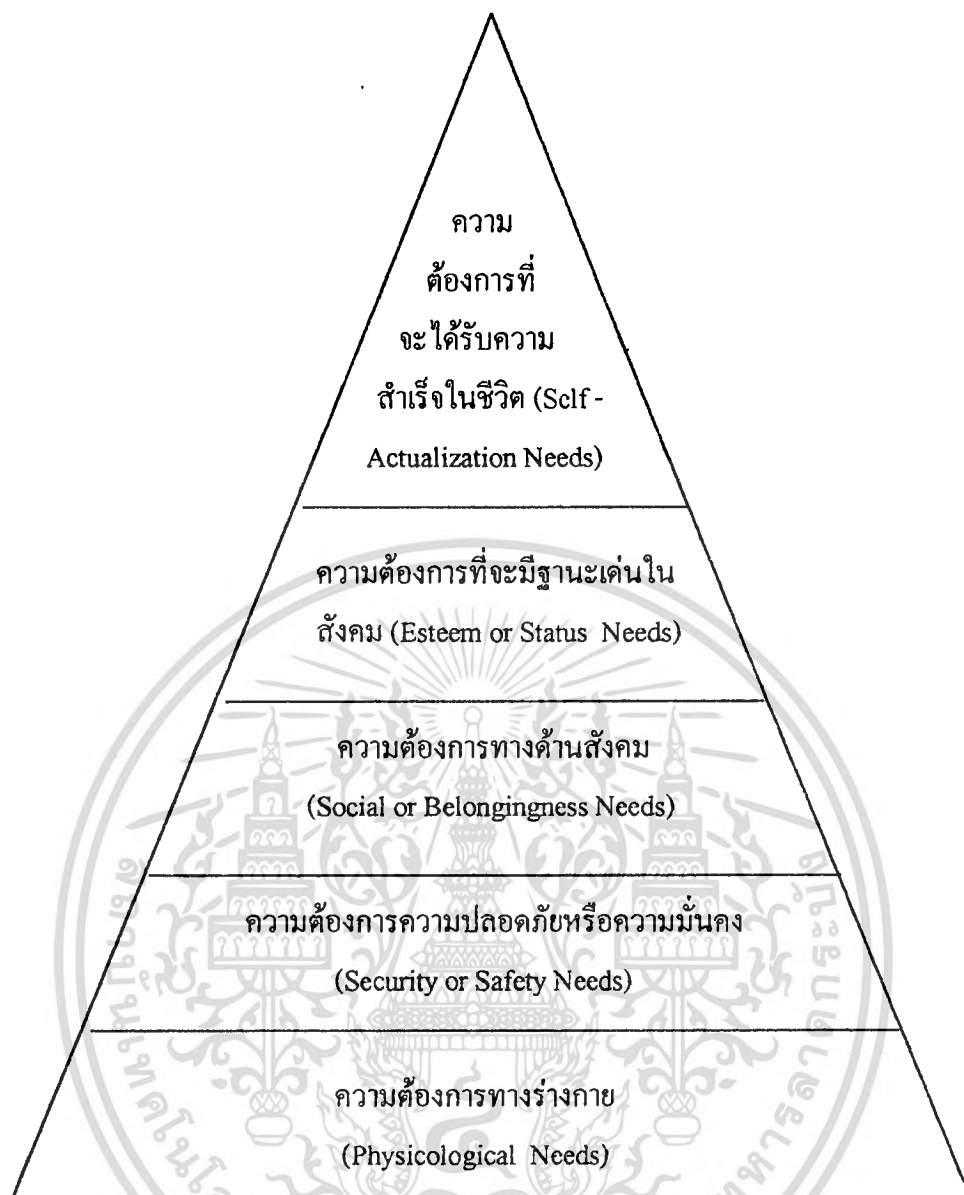 ความ
ต้องการที่
จะได้รับความ
สำเร็จในชีวิต (Self -
Actualization Needs)
ความต้องการที่จะมีฐานะเด่นใน
สังคม (Esteem or Status Needs)
ความต้องการทางด้านสังคม
(Social or Belongingness Needs)
ความต้องการความปลอดภัยหรือความมั่นคง
(Security or Safety Needs)
ความต้องการทางร่างกาย
(Physicological Needs)